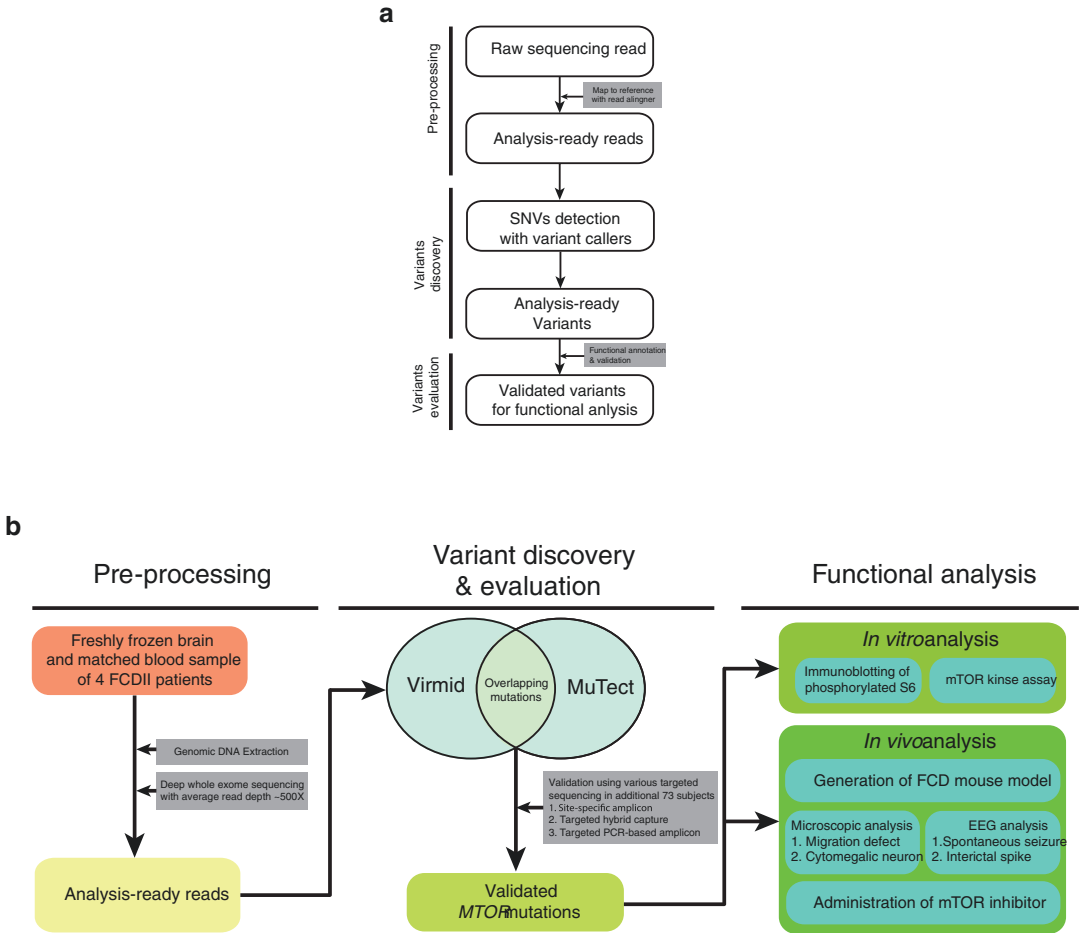 a
Pre-processing
Raw sequencing read
Map to reference
with read alingner
Analysis-ready reads
Variants
discovery
SNVs detection
with variant callers
Analysis-ready
Variants
Functional annotation
& validation
Variants
evaluation
Validated variants
for functional anlysis
b
Pre-processing
Freshly frozen brain
and matched blood sample
of 4 FCDII patients
Genomic DNA Extraction
Deep whole exome sequencing
with average read depth ~500X
Analysis-ready reads
Variant discovery
& evaluation
Virmid
Overlapping
mutations
MuTect
Validation using various targeted
sequencing in additional 73 subjects
1. Site-specific amplicon
2. Targeted hybrid capture
3. Targeted PCR-based amplicon
Validated
MTORmutations
Functional analysis
In vitroanalysis
Immunoblotting of
phosphorylated S6
mTOR kinse assay
In vivoanalysis
Generation of FCD mouse model
Microscopic analysis
1. Migration defect
2. Cytomegalic neuron
EEG analysis
1.Spontaneous seizure
2. Interictal spike
Administration of mTOR inhibitor